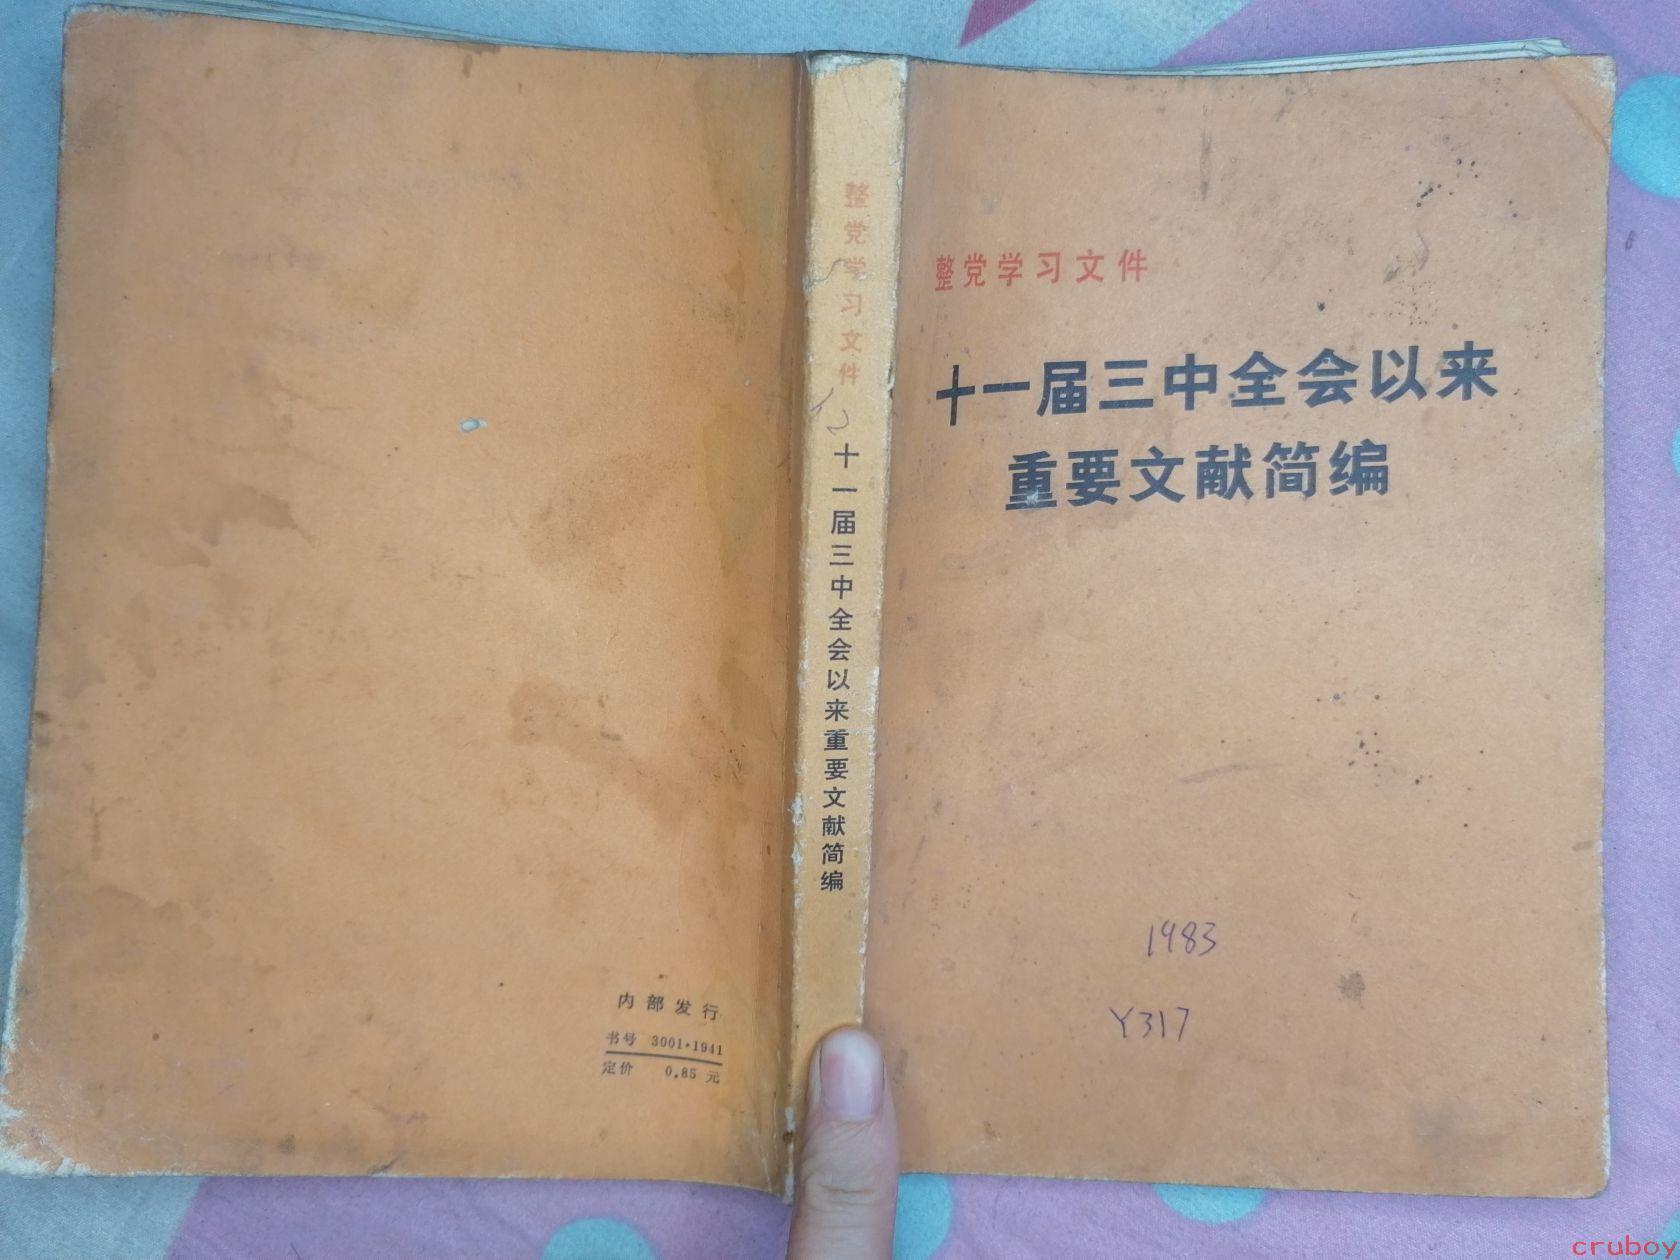 整党学习文件
十一届三中全会以来
重要文献简编
1983
Y317
整党学习文件
十一届三中全会以来重要文献简编
内部发行
书号 3001·1941
定价 0.85 元
cruboy